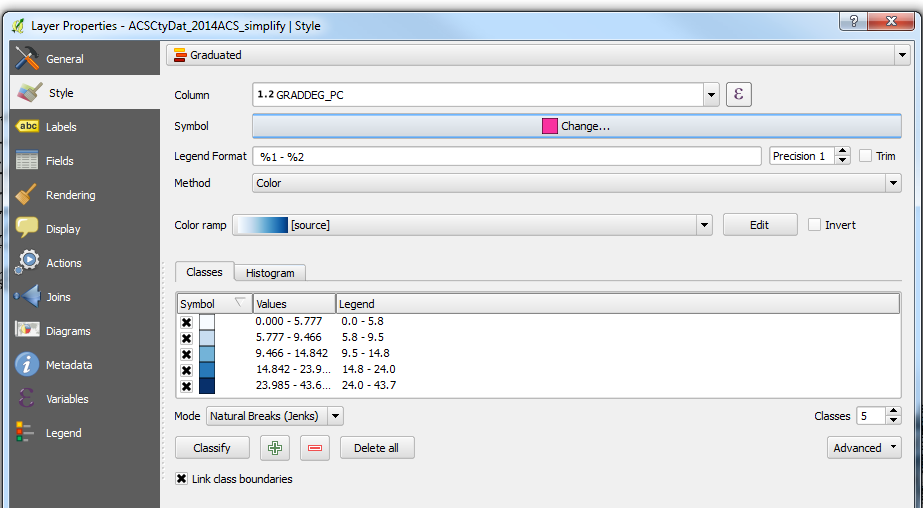 Layer Properties - ACSCtyDat_2014ACS_simplify | Style
General
Style
Labels
Fields
Rendering
Display
Actions
Joins
Diagrams
Metadata
Variables
Legend
Graduated
Column 1.2 GRADDEG_PC ε
Symbol Change...
Legend Format %1 - %2 Precision 1 Trim
Method Color
Color ramp [source] Edit Invert
Classes Histogram
Symbol Values Legend
0.000 - 5.777 0.0 - 5.8
5.777 - 9.466 5.8 - 9.5
9.466 - 14.842 9.5 - 14.8
14.842 - 23.9... 14.8 - 24.0
23.985 - 43.6... 24.0 - 43.7
Mode Natural Breaks (Jenks) Classes 5
Classify Delete all Advanced
Link class boundaries